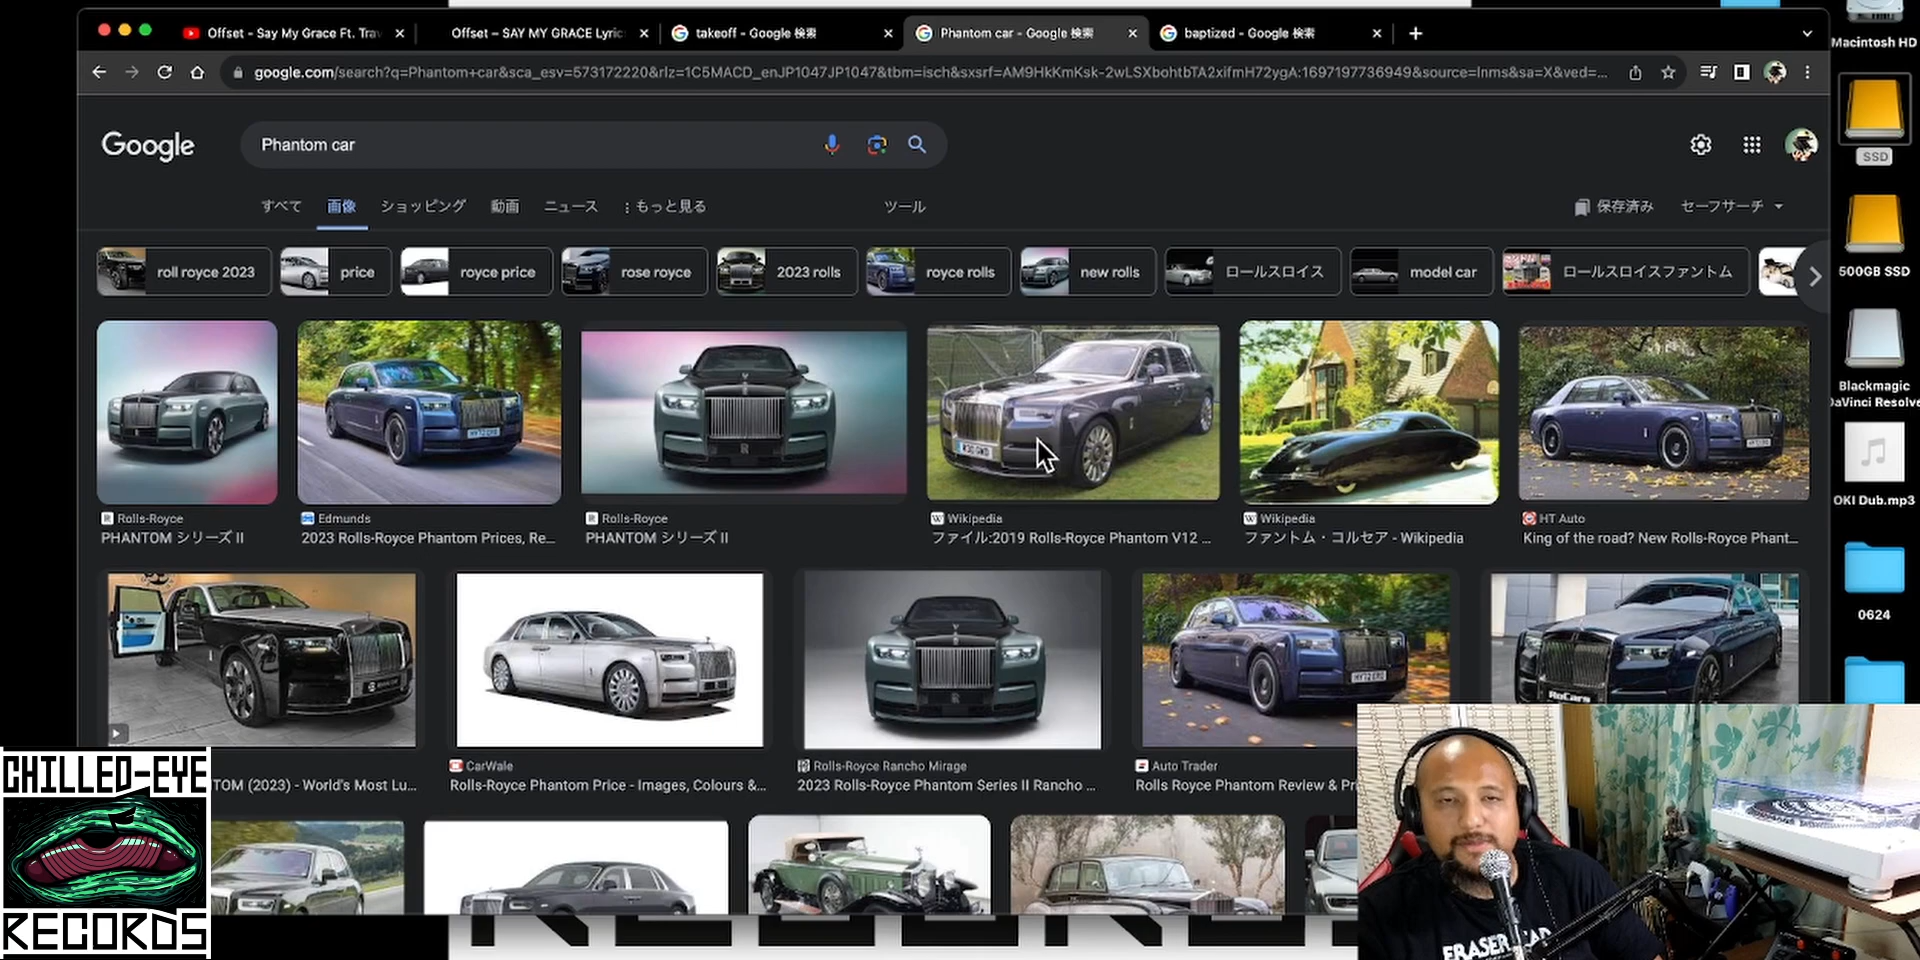 Offset - Say My Grace Ft. Trav
Offset – SAY MY GRACE Lyric
takeoff - Google 検索
Phantom car - Google 検索
baptized - Google 検索
google.com/search?q=Phantom+car&sca_esv=573172220&rlz=1C5MACD_enJP1047JP1047&tbm=isch&sxsrf=AM9HkKmKsk-2wLSXbohtbTA2xifmH72ygA:1697197736949&source=lnms&sa=X&ved=...
Google
Phantom car
すべて 画像 ショッピング 動画 ニュース もっと見る ツール 保存済み セーフサーチ
roll royce 2023 price royce price rose royce 2023 rolls royce rolls new rolls ロールスロイス model car ロールスロイスファントム
Rolls-Royce
PHANTOM シリーズ II
Edmunds
2023 Rolls-Royce Phantom Prices, Re...
Rolls-Royce
PHANTOM シリーズ II
Wikipedia
ファイル:2019 Rolls-Royce Phantom V12 ...
Wikipedia
ファントム・コルセア - Wikipedia
HT Auto
King of the road? New Rolls-Royce Phant...
RoCars
TOM (2023) - World's Most Lu...
CarWale
Rolls-Royce Phantom Price - Images, Colours &...
Rolls-Royce Rancho Mirage
2023 Rolls-Royce Phantom Series II Rancho ...
Auto Trader
Rolls Royce Phantom Review & Pr
Macintosh HD
SSD
500GB SSD
Blackmagic
DaVinci Resolve
OKI Dub.mp3
0624
CHILLED-EYE
RECORDS
ERASERHEAD